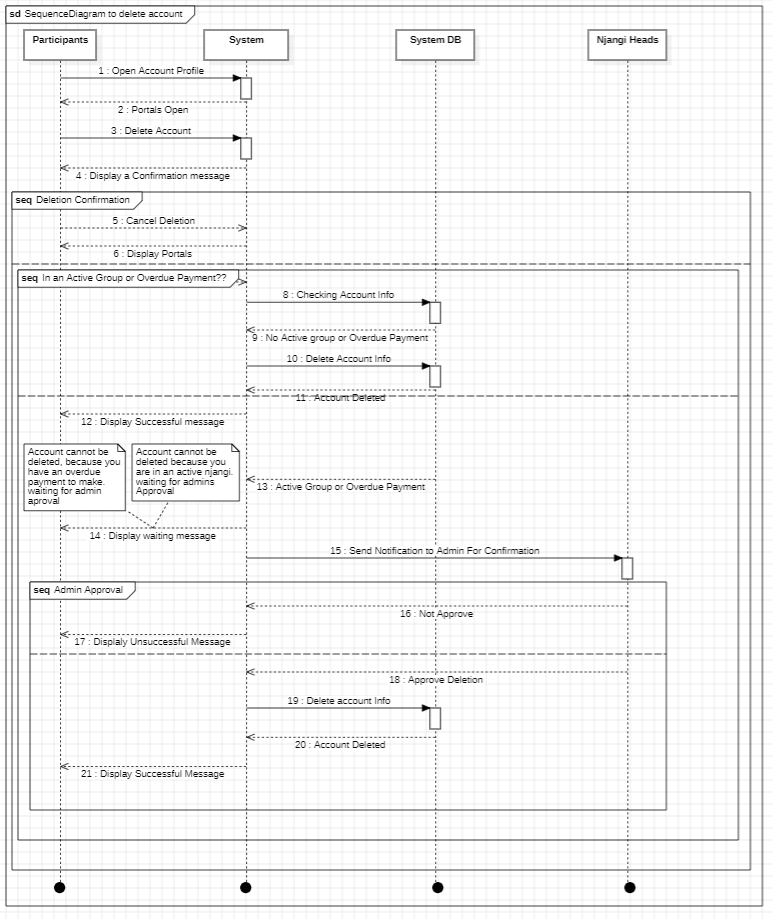 sd SequenceDiagram to delete account
Participants
System
System DB
Njangi Heads
1 : Open Account Profile
2 : Portals Open
3 : Delete Account
4 : Display a Confirmation message
seq Deletion Confirmation
5 : Cancel Deletion
6 : Display Portals
seq In an Active Group or Overdue Payment??
8 : Checking Account Info
9 : No Active group or Overdue Payment
10 : Delete Account Info
11 : Account Deleted
12 : Display Successful message
Account cannot be
deleted, because you
have an overdue
payment to make.
waiting for admin
aproval
Account cannot be
deleted because you
are in an active njangi.
waiting for admins
Approval
13 : Active Group or Overdue Payment
14 : Display waiting message
15 : Send Notification to Admin For Confirmation
seq Admin Approval
16 : Not Approve
17 : Displaly Unsuccessful Message
18 : Approve Deletion
19 : Delete account Info
20 : Account Deleted
21 : Display Successful Message